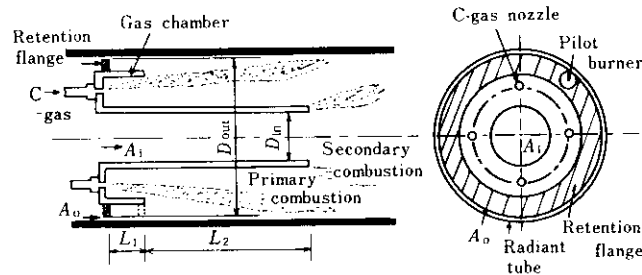 Gas chamber
Retention
flange
C
-gas
A_i
D_out
D_in
Secondary
combustion
Primary
combustion
A_o
L_1
L_2
C-gas nozzle
Pilot
burner
A_i
A_o
Radiant
tube
Retention
flange